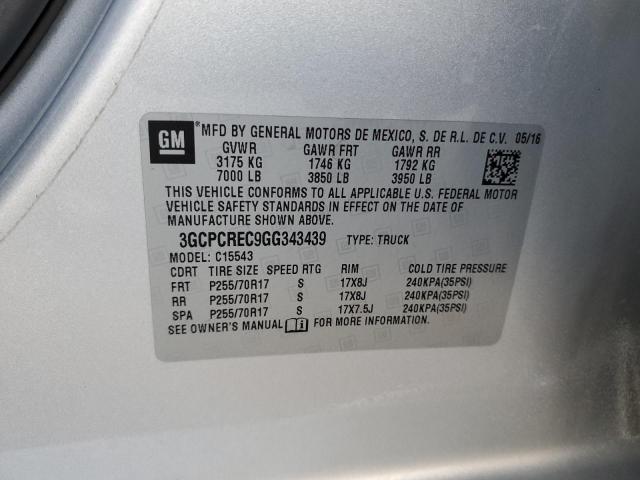 GM ®MFD BY GENERAL MOTORS DE MEXICO, S. DE R.L. DE C.V. 05/16
GVWR GAWR FRT GAWR RR
3175 KG 1746 KG 1792 KG
7000 LB 3850 LB 3950 LB
THIS VEHICLE CONFORMS TO ALL APPLICABLE U.S. FEDERAL MOTOR
VEHICLE SAFETY STANDARDS IN EFFECT ON THE DATE OF
MANUFACTURE SHOWN ABOVE.
3GCPCREC9GG343439 TYPE: TRUCK
MODEL: C15543
CDRT TIRE SIZE SPEED RTG RIM COLD TIRE PRESSURE
FRT P255/70R17 S 17X8J 240KPA(35PSI)
RR P255/70R17 S 17X8J 240KPA(35PSI)
SPA P255/70R17 S 17X7.5J 240KPA(35PSI)
SEE OWNER'S MANUAL FOR MORE INFORMATION.